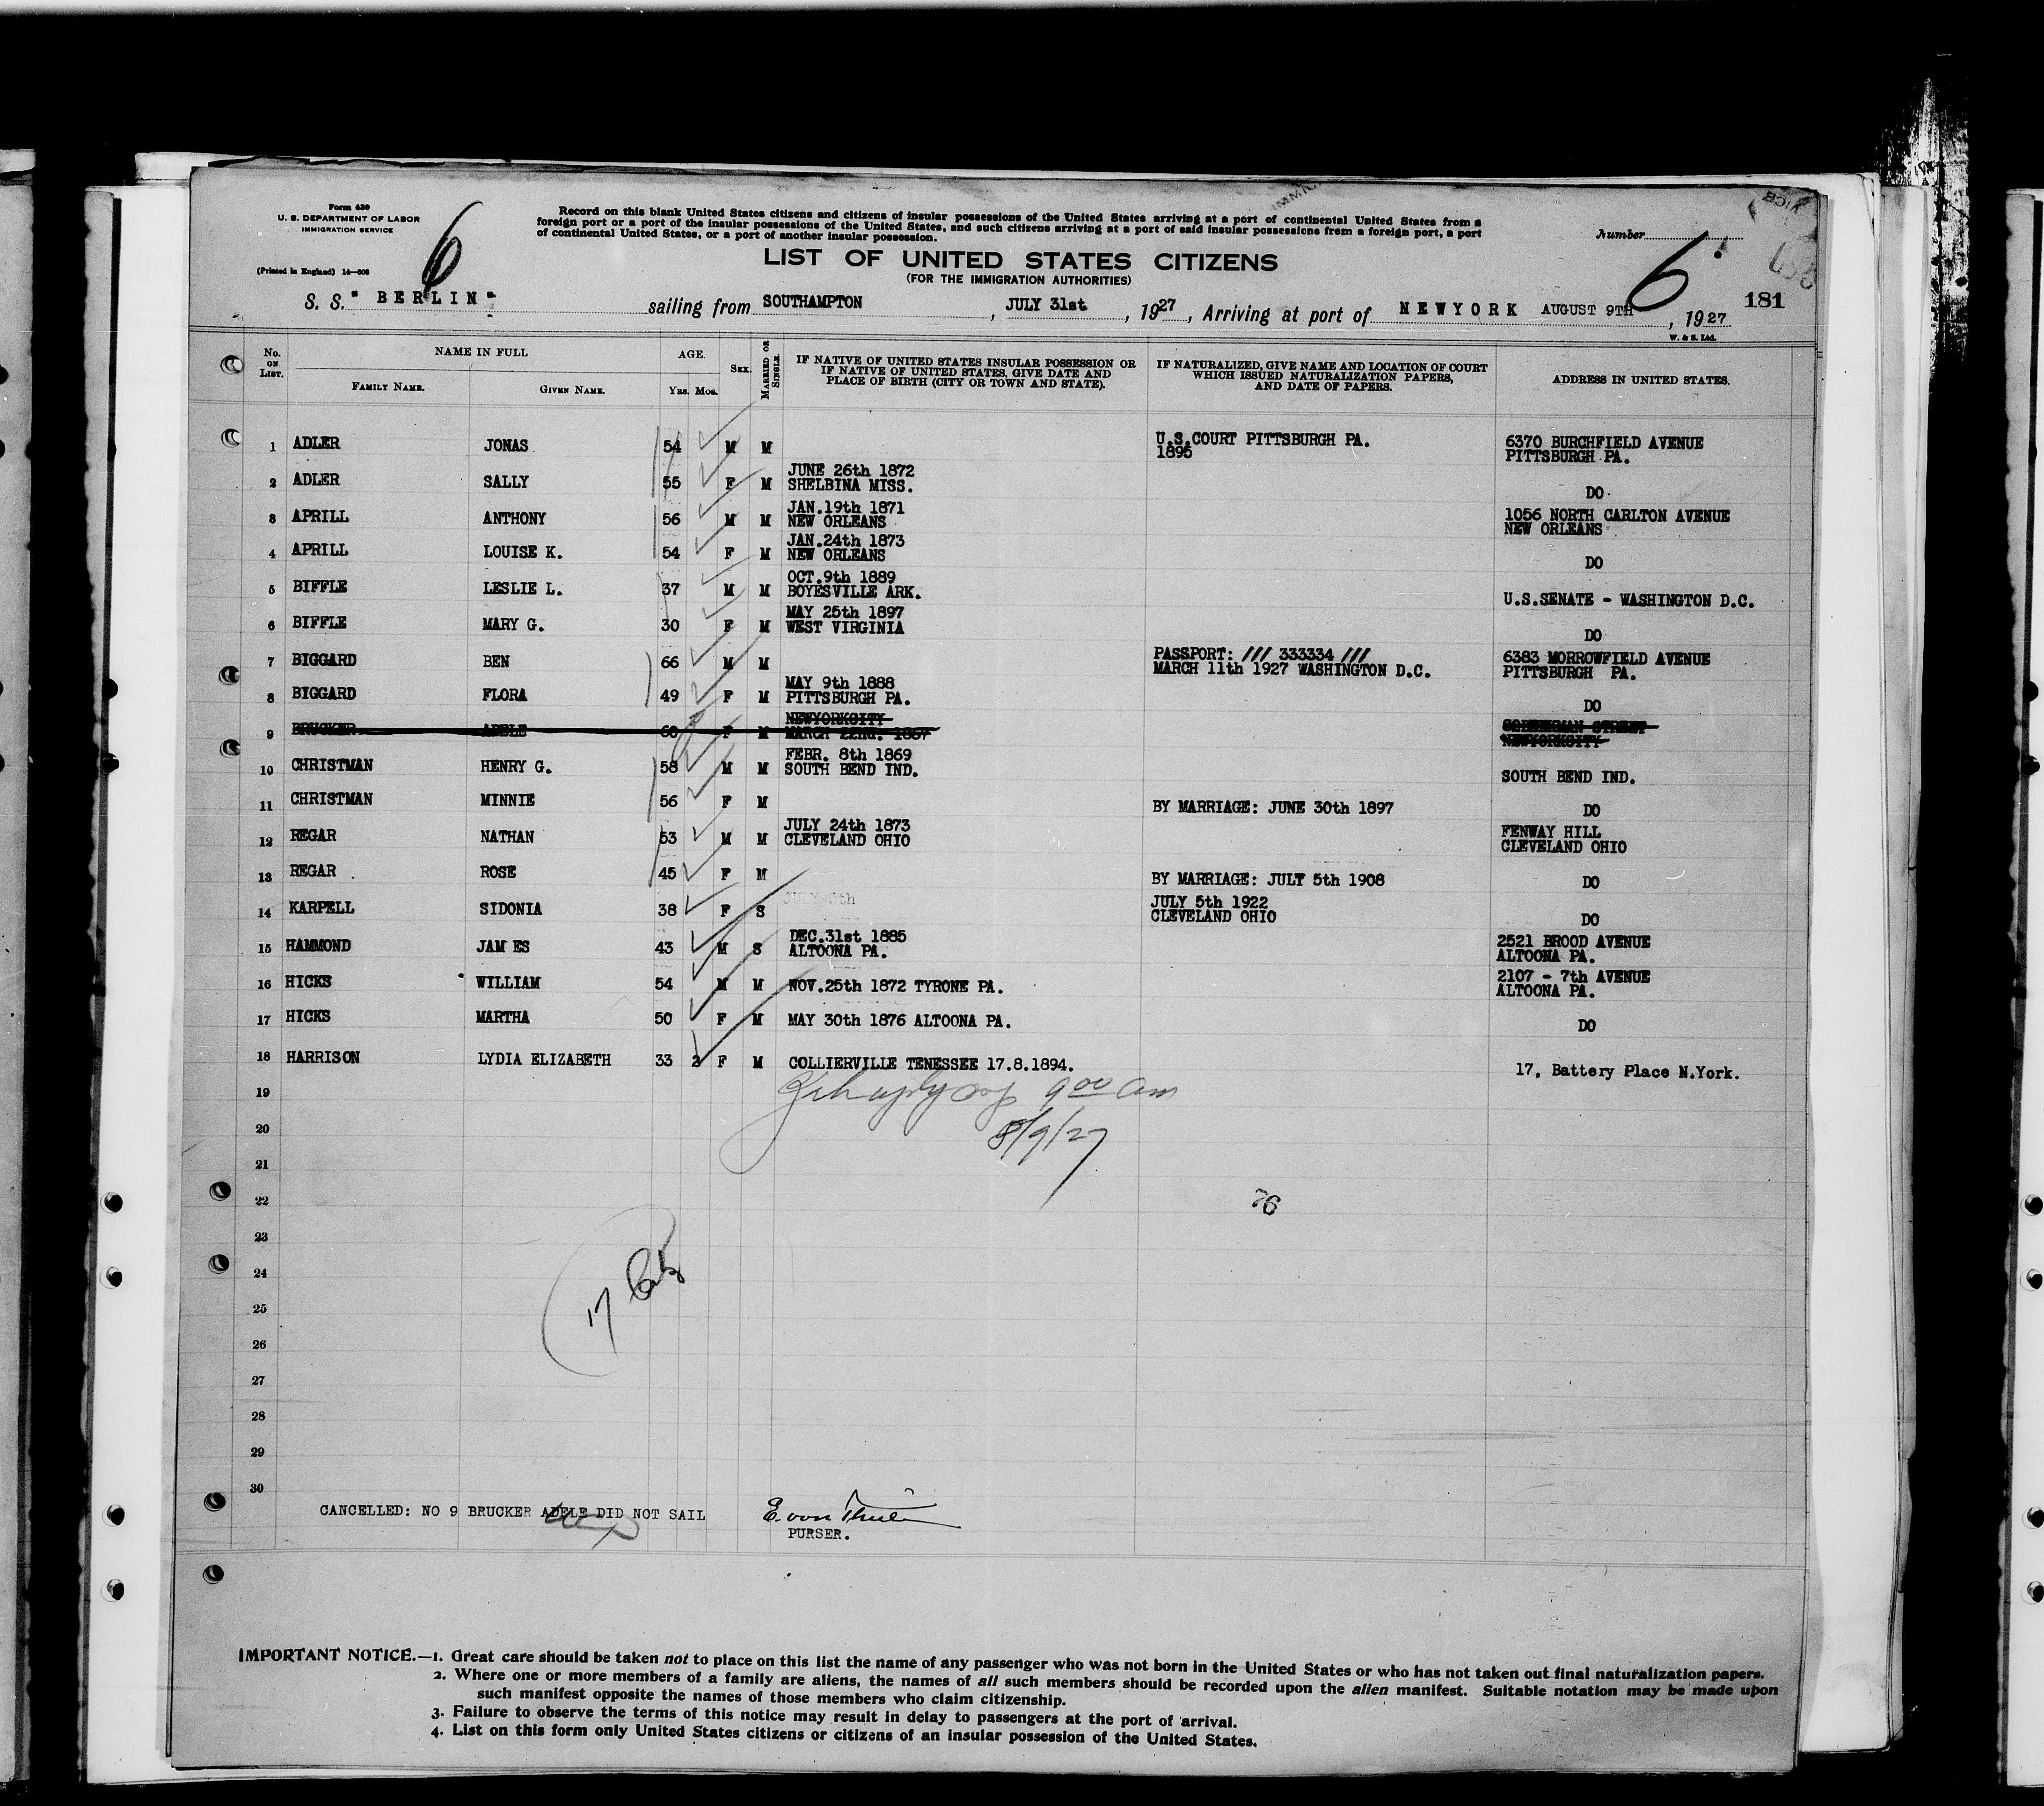 Form 630
U. S. DEPARTMENT OF LABOR
IMMIGRATION SERVICE
(Printed in England) 14—608
6
Record on this blank United States citizens and citizens of insular possessions of the United States arriving at a port of continental United States from a
foreign port or a port of the insular possessions of the United States, and such citizens arriving at a port of said insular possessions from a foreign port, a port
of continental United States, or a port of another insular possession.
Number
6
LIST OF UNITED STATES CITIZENS
(FOR THE IMMIGRATION AUTHORITIES)
181
S. S. " BERLIN " sailing from SOUTHAMPTON , JULY 31st , 1927 , Arriving at port of NEWYORK AUGUST 9TH , 1927
W. & S. Ltd.
No. ON LIST.
NAME IN FULL
FAMILY NAME. GIVEN NAME.
AGE.
YRS. MOS.
SEX.
MARRIED OR SINGLE.
IF NATIVE OF UNITED STATES INSULAR POSSESSION OR
IF NATIVE OF UNITED STATES, GIVE DATE AND
PLACE OF BIRTH (CITY OR TOWN AND STATE).
IF NATURALIZED, GIVE NAME AND LOCATION OF COURT
WHICH ISSUED NATURALIZATION PAPERS,
AND DATE OF PAPERS.
ADDRESS IN UNITED STATES.
1 ADLER JONAS 54 M M U.S.COURT PITTSBURGH PA. 6370 BURCHFIELD AVENUE
1895 PITTSBURGH PA.
JUNE 26th 1872
2 ADLER SALLY 55 F M SHELBINA MISS. DO
JAN.19th 1871
3 APRILL ANTHONY 56 M M NEW ORLEANS 1056 NORTH CARLTON AVENUE
NEW ORLEANS
JAN.24th 1873
4 APRILL LOUISE K. 54 F M NEW ORLEANS DO
OCT.9th 1889
5 BIFFLE LESLIE L. 37 M M BOYESVILLE ARK. U.S.SENATE - WASHINGTON D.C.
MAY 25th 1897
6 BIFFLE MARY G. 30 F M WEST VIRGINIA DO
7 BIGGARD BEN 66 M M PASSPORT: /// 333334 /// 6383 MORROWFIELD AVENUE
MARCH 11th 1927 WASHINGTON D.C. PITTSBURGH PA.
MAY 9th 1888
8 BIGGARD FLORA 49 F M PITTSBURGH PA. DO
NEWYORKCITY
9 BRUCKER ADELE 60 F M MARCH 22nd. 1867 STREET
NEWYORKCITY
FEBR. 8th 1869
10 CHRISTMAN HENRY G. 58 M M SOUTH BEND IND. SOUTH BEND IND.
11 CHRISTMAN MINNIE 56 F M BY MARRIAGE: JUNE 30th 1897 DO
JULY 24th 1873 FENWAY HILL
12 REGAR NATHAN 53 M M CLEVELAND OHIO CLEVELAND OHIO
13 REGAR ROSE 45 F M BY MARRIAGE: JULY 5th 1908 DO
JULY 5th JULY 5th 1922
14 KARPELL SIDONIA 38 F S CLEVELAND OHIO DO
DEC.31st 1885 2521 BROOD AVENUE
15 HAMMOND JAM ES 43 M S ALTOONA PA. ALTOONA PA.
2107 - 7th AVENUE
16 HICKS WILLIAM 54 M M NOV.25th 1872 TYRONE PA. ALTOONA PA.
17 HICKS MARTHA 50 F M MAY 30th 1876 ALTOONA PA. DO
18 HARRISON LYDIA ELIZABETH 33 2 F M COLLIERVILLE TENESSEE 17.8.1894. 17, Battery Place N.York.
19
9 00 am
20
8/9/27
21
22
76
23
24
25
17
26
27
28
29
30
CANCELLED: NO 9 BRUCKER ADELE DID NOT SAIL
PURSER.
IMPORTANT NOTICE.—1. Great care should be taken not to place on this list the name of any passenger who was not born in the United States or who has not taken out final naturalization papers.
2. Where one or more members of a family are aliens, the names of all such members should be recorded upon the alien manifest. Suitable notation may be made upon
such manifest opposite the names of those members who claim citizenship.
3. Failure to observe the terms of this notice may result in delay to passengers at the port of arrival.
4. List on this form only United States citizens or citizens of an insular possession of the United States.